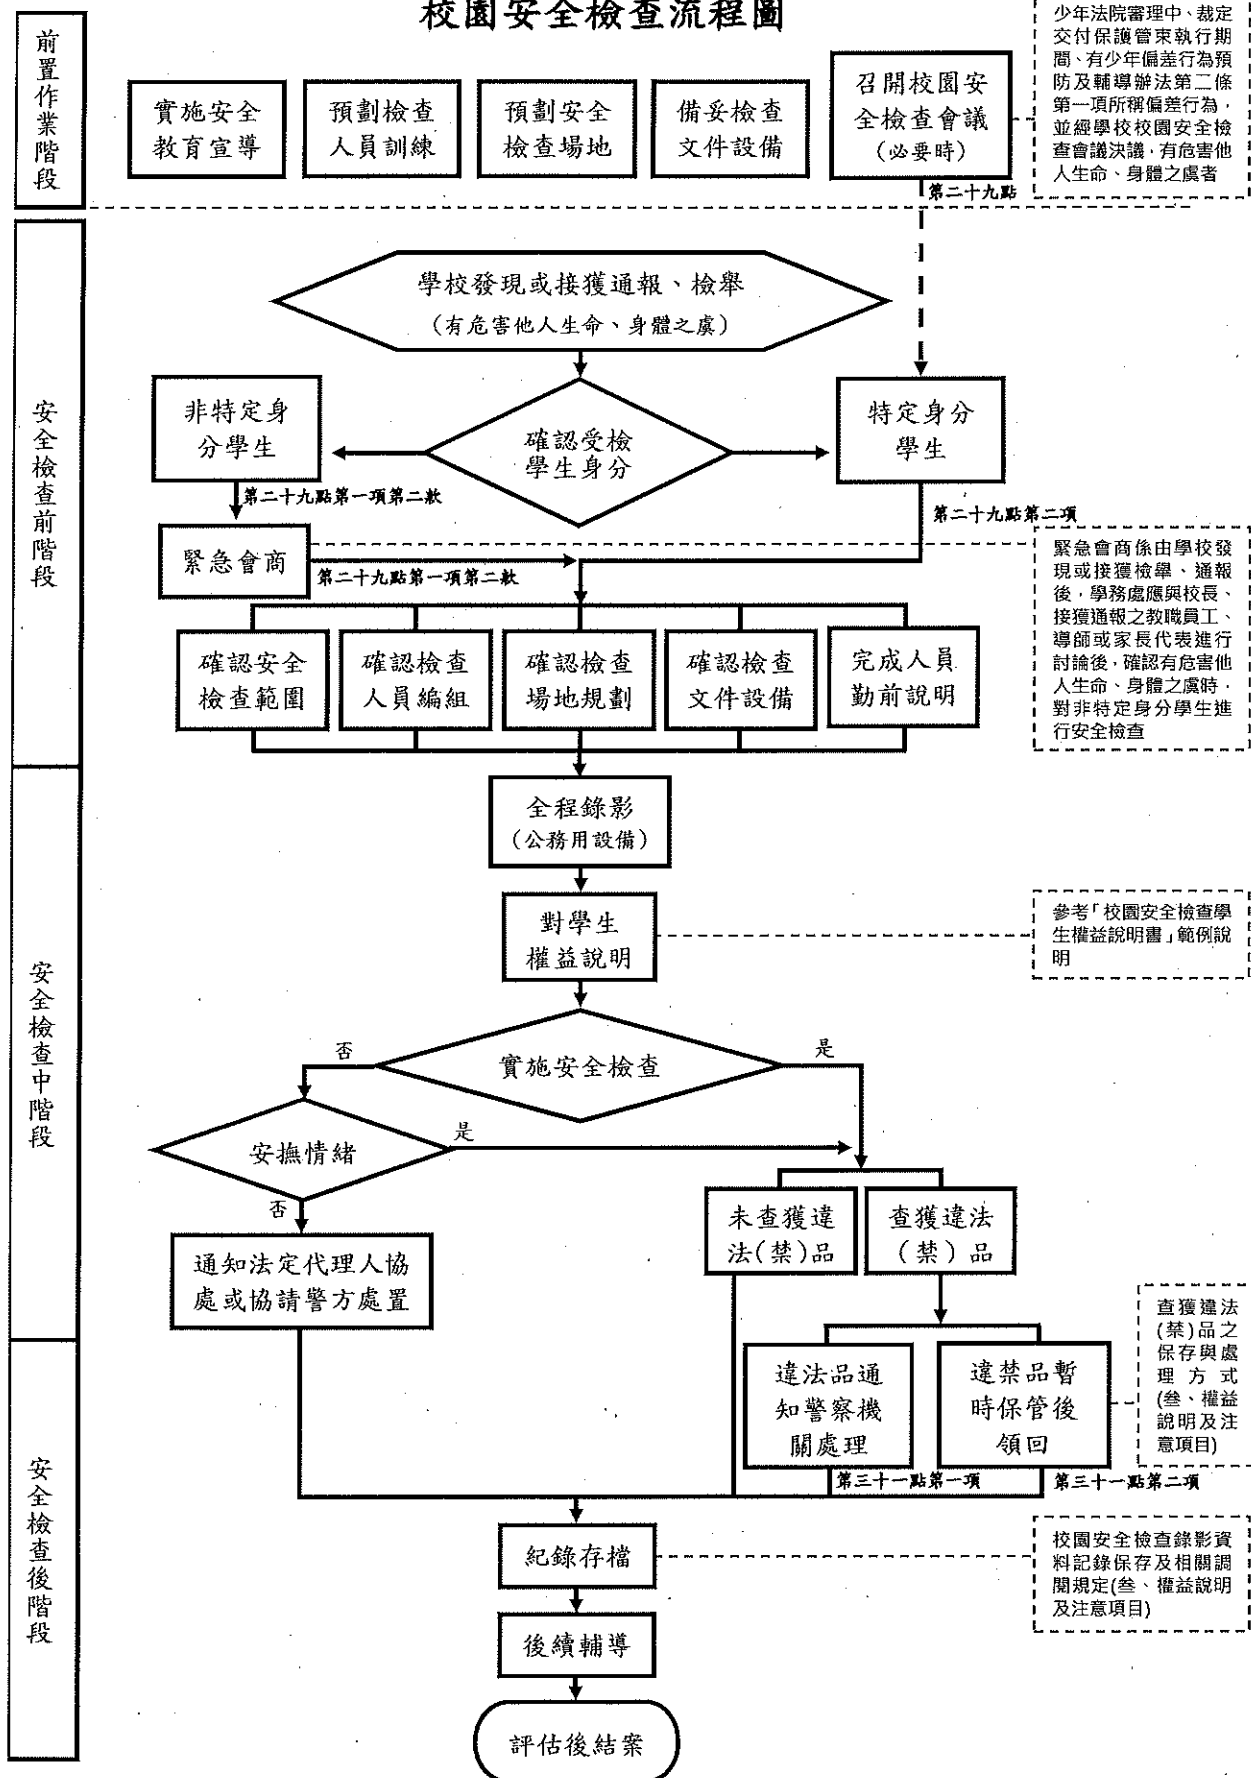 校園安全檢查流程圖
前置作業階段
實施安全
教育宣導
預劃檢查
人員訓練
預劃安全
檢查場地
備妥檢查
文件設備
召開校園安
全檢查會議
(必要時)
第二十九點
少年法院審理中、裁定
交付保護管束執行期
間、有少年偏差行為預
防及輔導辦法第二條
第一項所稱偏差行為，
並經學校校園安全檢
查會議決議，有危害他
人生命、身體之虞者
安全檢查前階段
學校發現或接獲通報、檢舉
(有危害他人生命、身體之虞)
非特定身
分學生
確認受檢
學生身分
特定身分
學生
第二十九點第一項第二款
第二十九點第二項
緊急會商
第二十九點第一項第二款
緊急會商係由學校發
現或接獲檢舉、通報
後，學務處應與校長、
接獲通報之教職員工、
導師或家長代表進行
討論後，確認有危害他
人生命、身體之虞時，
對非特定身分學生進
行安全檢查
確認安全
檢查範圍
確認檢查
人員編組
確認檢查
場地規劃
確認檢查
文件設備
完成人員
勤前說明
安全檢查中階段
全程錄影
(公務用設備)
對學生
權益說明
參考「校園安全檢查學
生權益說明書」範例說
明
實施安全檢查
否
是
安撫情緒
是
否
通知法定代理人協
處或協請警方處置
未查獲違
法(禁)品
查獲違法
(禁)品
違法品通
知警察機
關處理
違禁品暫
時保管後
領回
查獲違法
(禁)品之
保存與處
理方式
(叁、權益
說明及注
意項目)
第三十一點第一項
第三十一點第二項
安全檢查後階段
紀錄存檔
校園安全檢查錄影資
料記錄保存及相關調
閱規定(叁、權益說明
及注意項目)
後續輔導
評估後結案